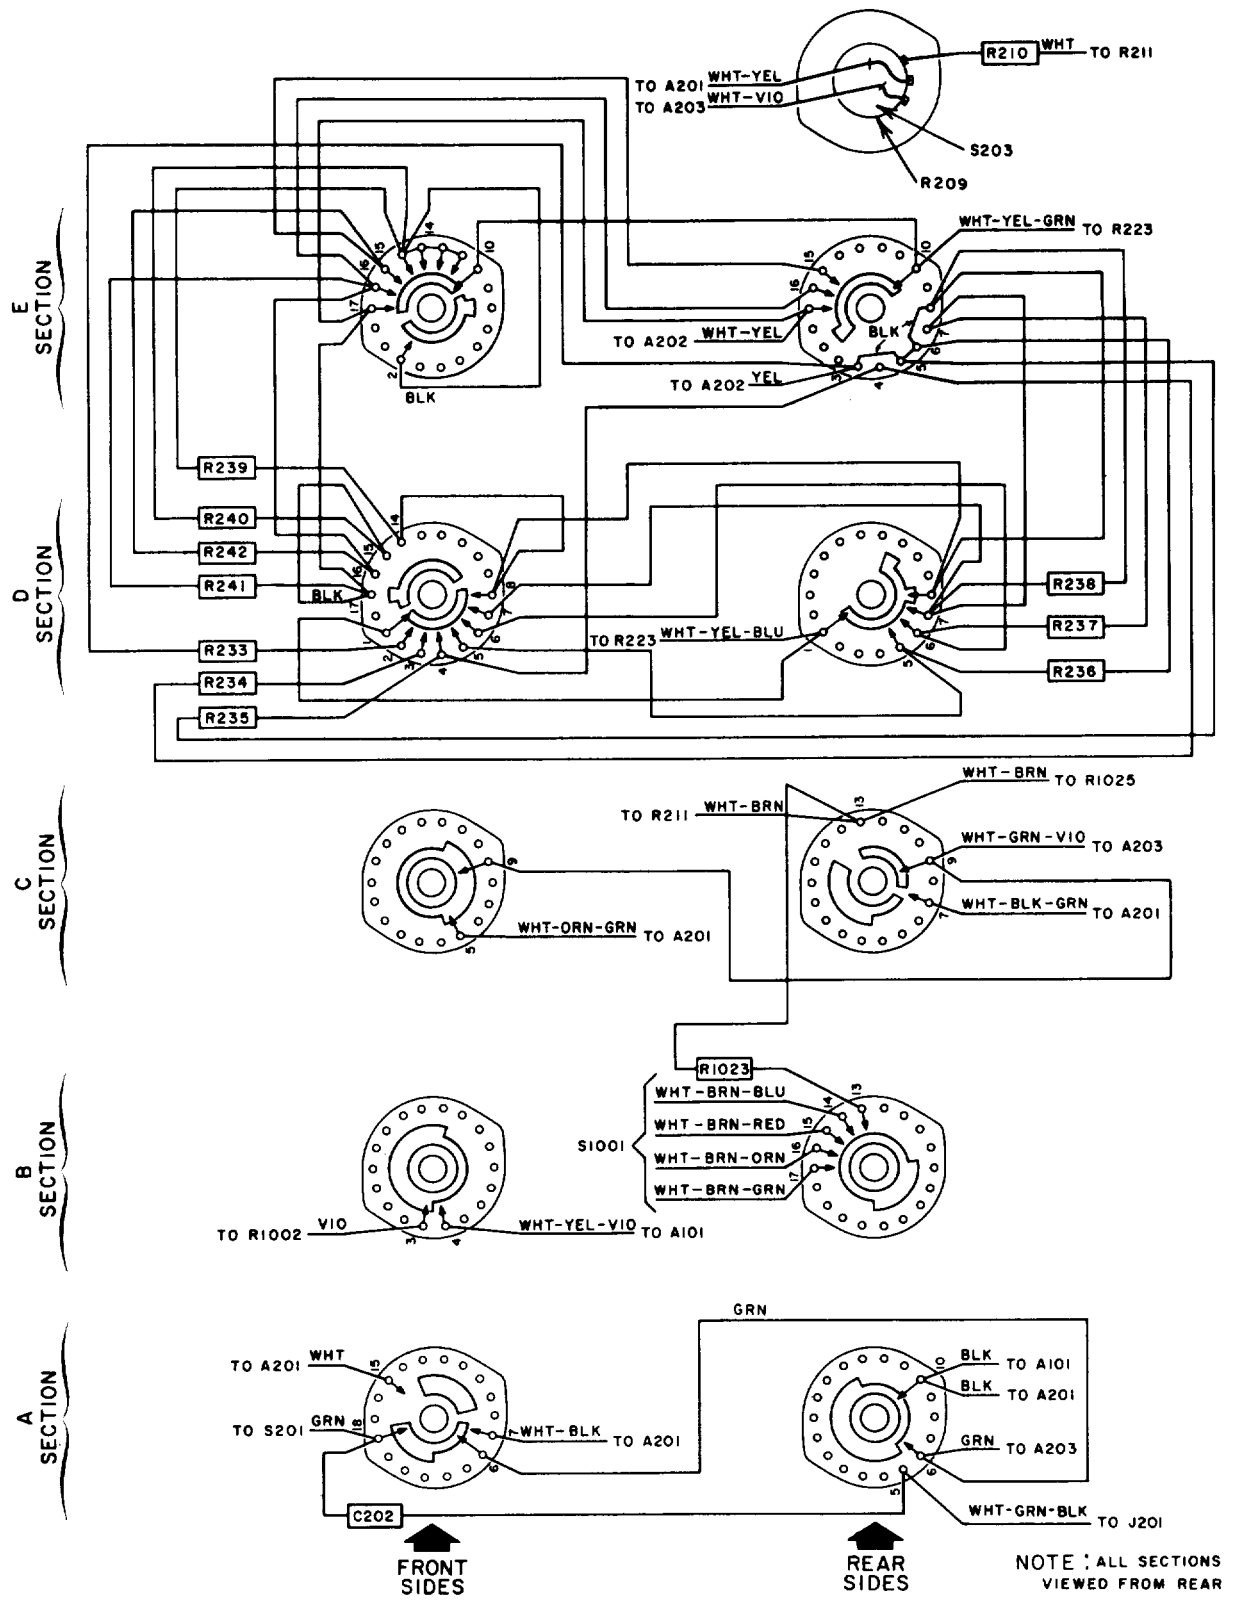 R210 WHT TO R211
TO A201 WHT-YEL
TO A203 WHT-VIO
S203
R209
E
SECTION
15
14
10
16
17
2
BLK
WHT-YEL-GRN TO R223
10
15
16
BLK
7
6
5
4
3
TO A202 WHT-YEL
TO A202 YEL
D
SECTION
R239
R240
R242
R241
R233
R234
R235
14
15
16
17
BLK
2
3
4
5
6
7
8
TO R223 WHT-YEL-BLU
1
5
6
7
R238
R237
R236
C
SECTION
9
5
WHT-ORN-GRN TO A201
TO R211 WHT-BRN
13
WHT-BRN TO R1025
WHT-GRN-VIO TO A203
9
WHT-BLK-GRN TO A201
7
B
SECTION
TO R1002 VIO
3
4
WHT-YEL-VIO TO A101
R1023
S1001
WHT-BRN-BLU
WHT-BRN-RED
WHT-BRN-ORN
WHT-BRN-GRN
13
14
15
16
17
A
SECTION
GRN
TO A201 WHT
15
TO S201 GRN
18
7
WHT-BLK TO A201
6
C202
10
BLK TO A101
BLK TO A201
GRN TO A203
6
5
WHT-GRN-BLK TO J201
FRONT
SIDES
REAR
SIDES
NOTE: ALL SECTIONS
VIEWED FROM REAR